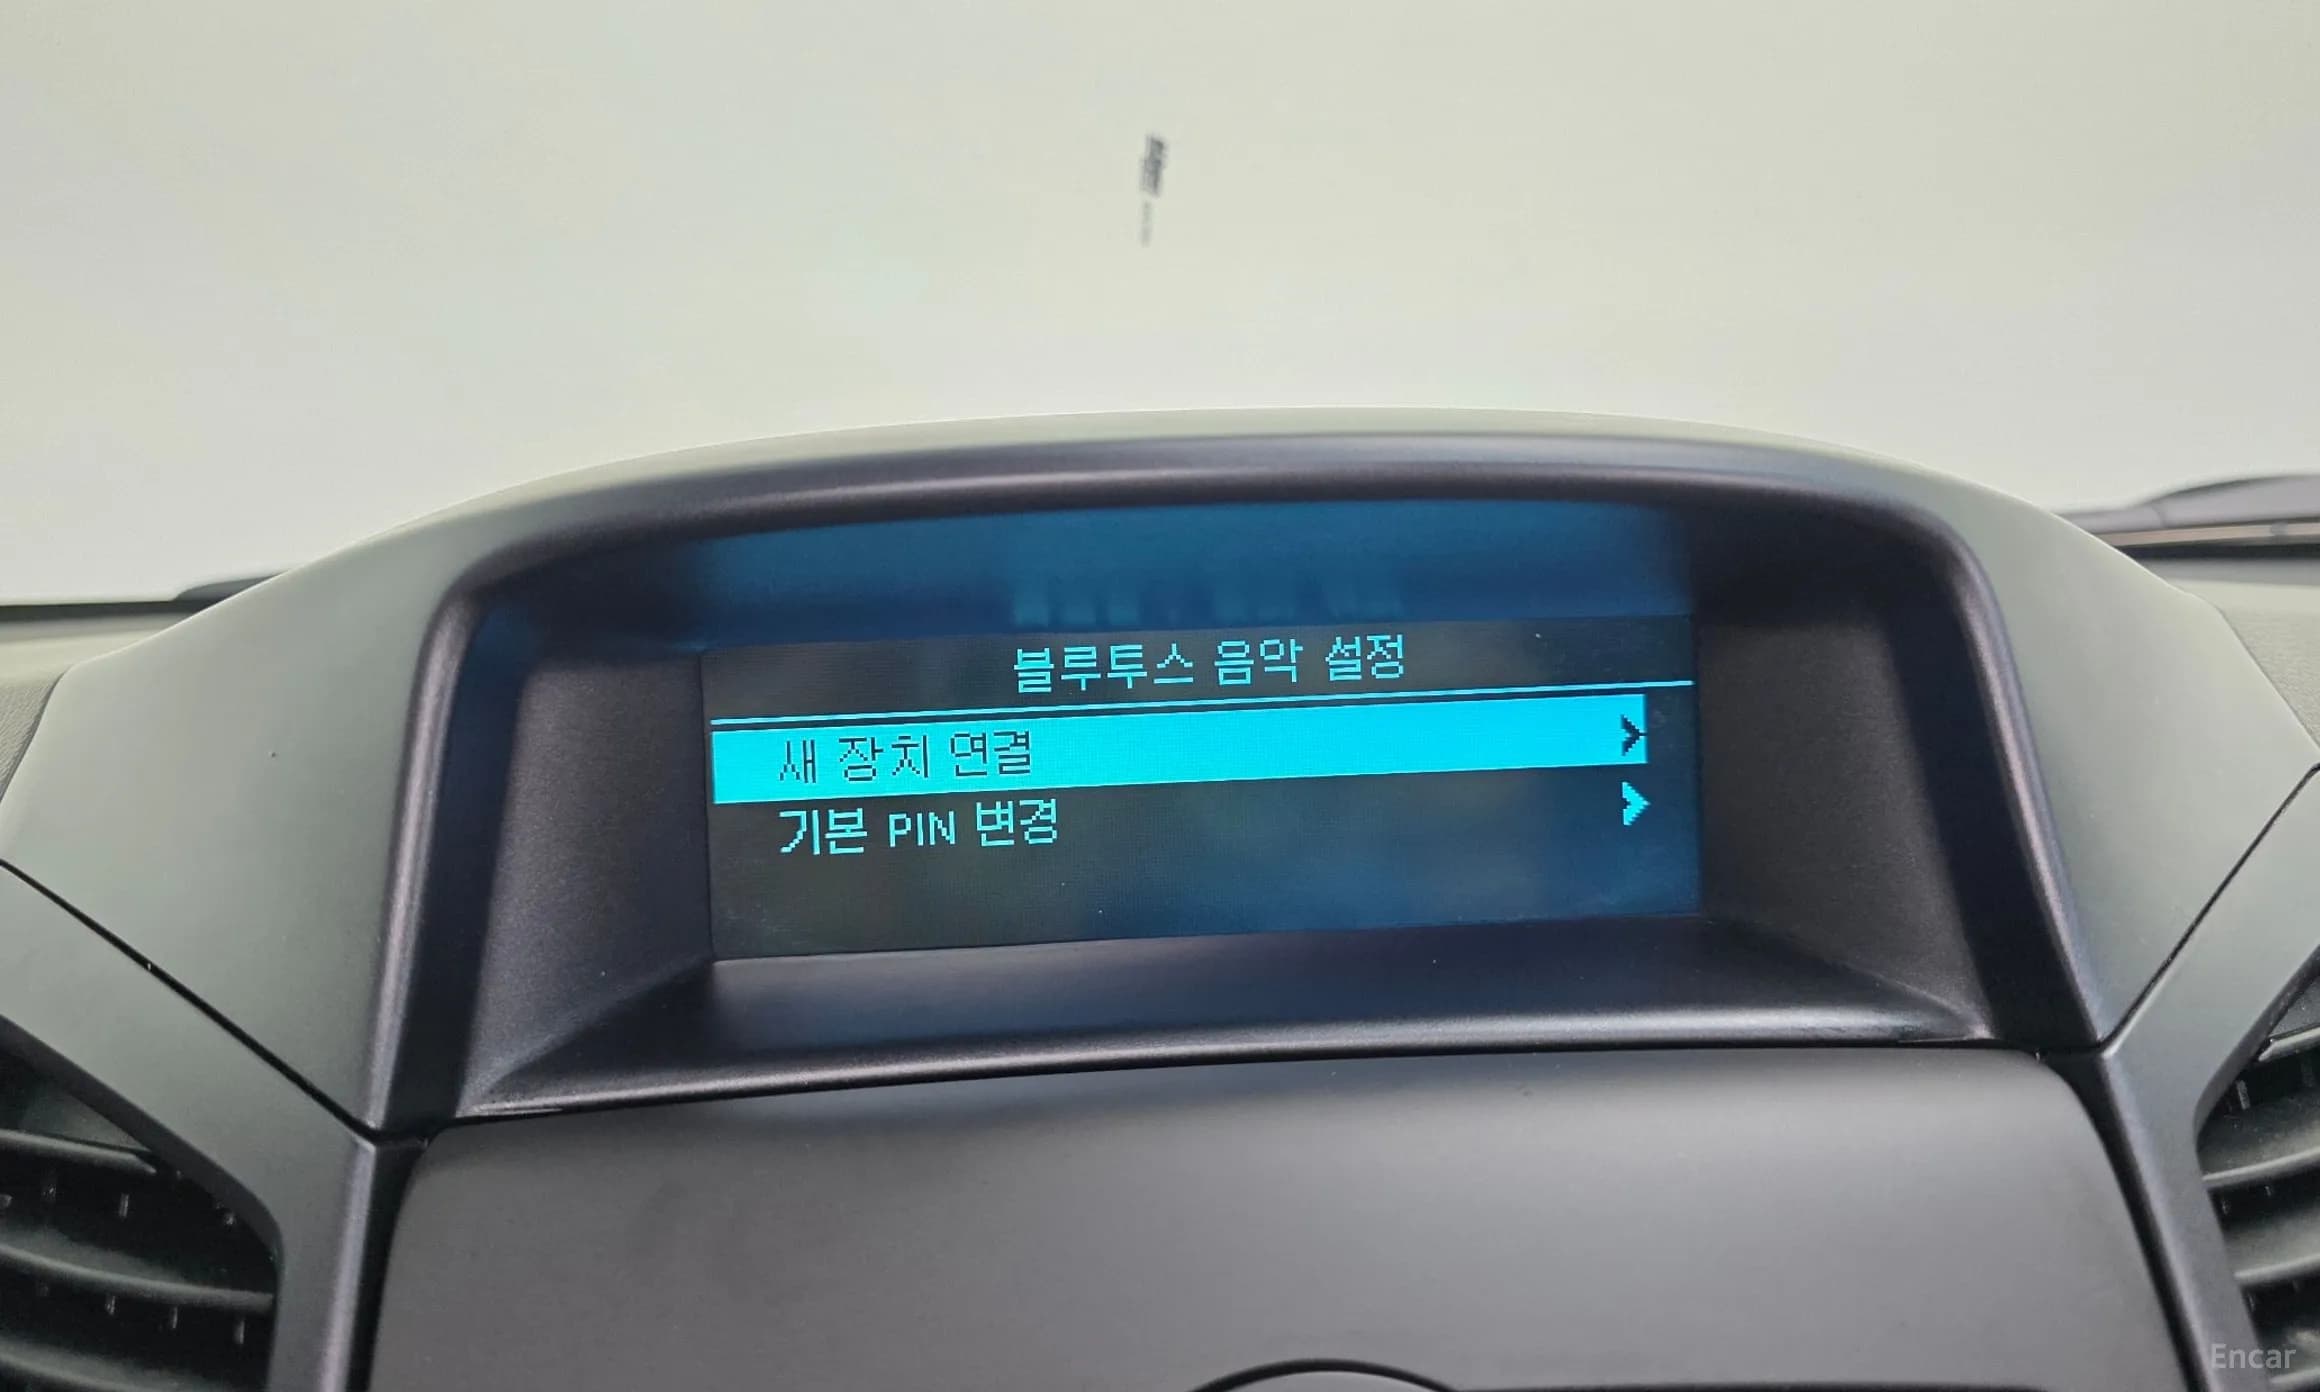 블루투스 음악 설정
새 장치 연결
기본 PIN 변경
Encar